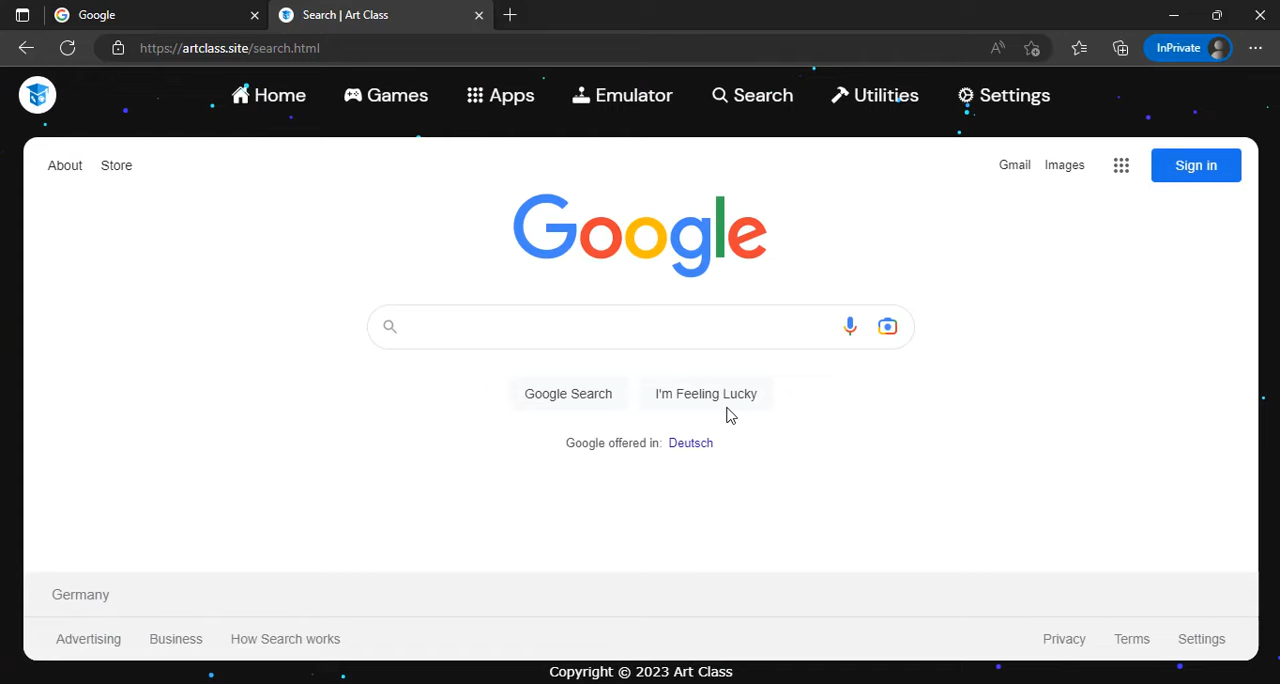 Google
Search | Art Class
https://artclass.site/search.html
InPrivate
Home Games Apps Emulator Search Utilities Settings
About Store
Gmail Images Sign in
Google
Google Search I'm Feeling Lucky
Google offered in: Deutsch
Germany
Advertising Business How Search works
Privacy Terms Settings
Copyright © 2023 Art Class